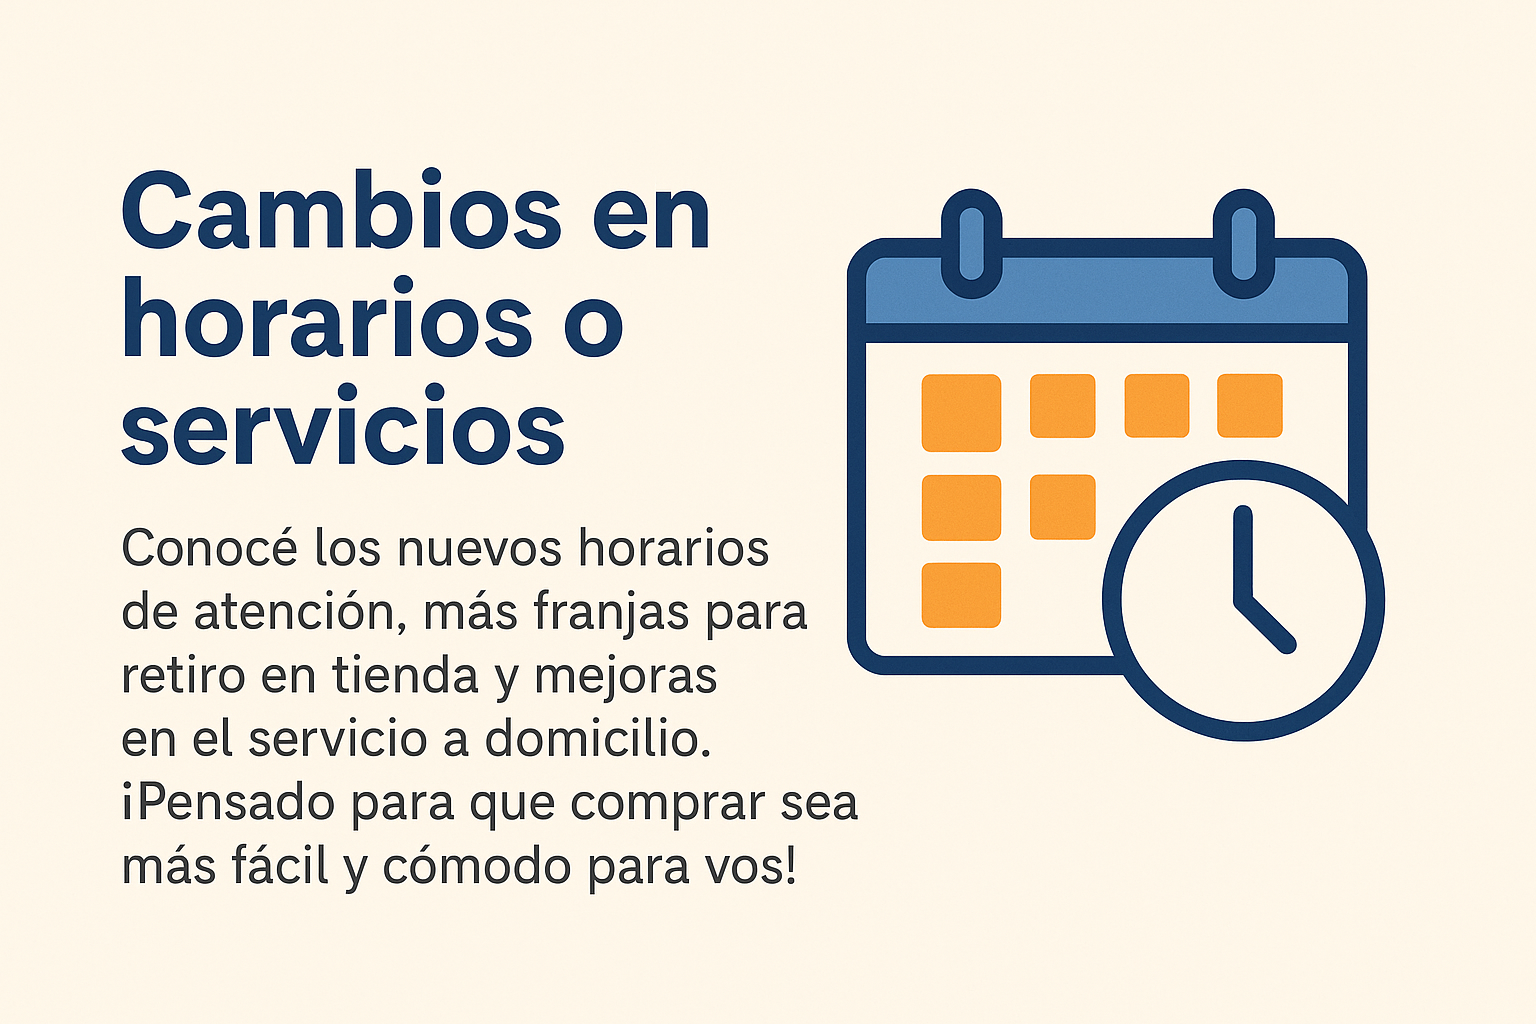 Cambios en
horarios o
servicios
Conocé los nuevos horarios
de atención, más franjas para
retiro en tienda y mejoras
en el servicio a domicilio.
¡Pensado para que comprar sea
más fácil y cómodo para vos!